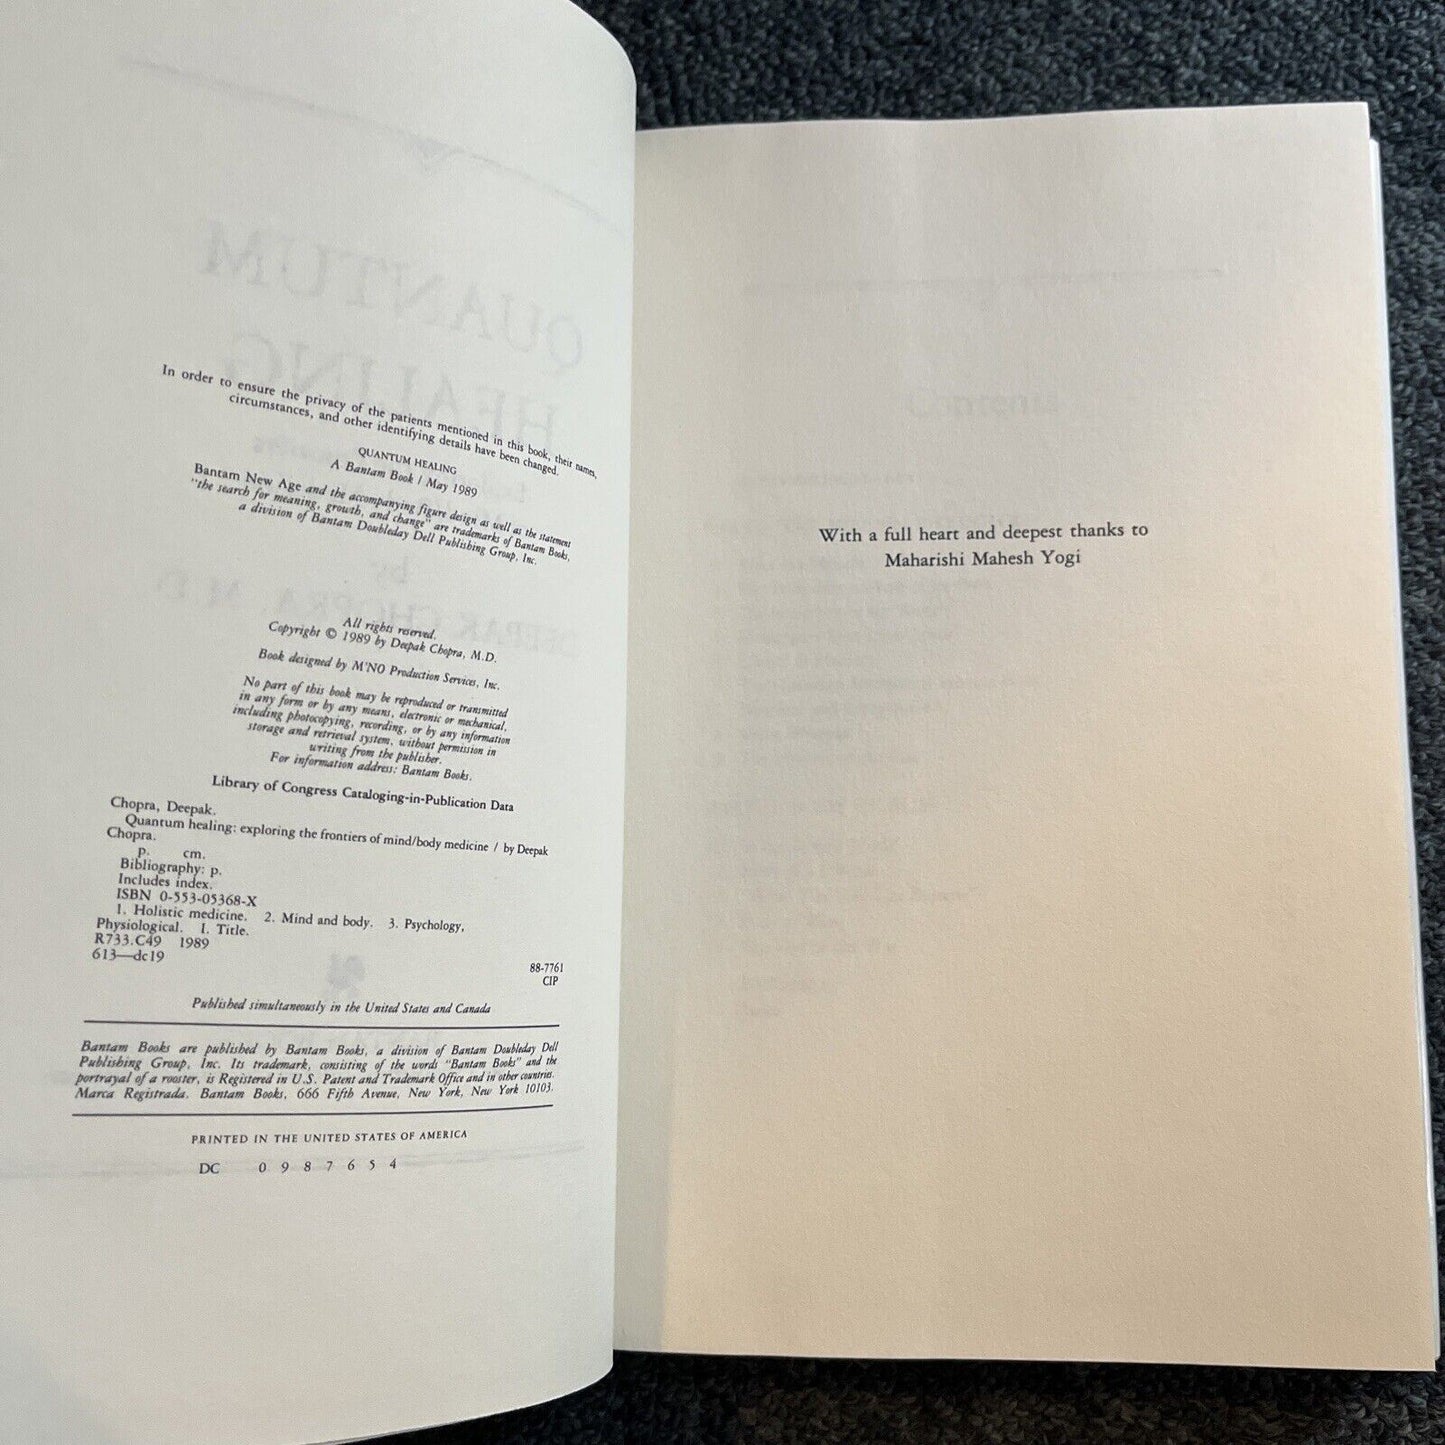 In order to ensure the privacy of the patients mentioned in this book, their names,
circumstances, and other identifying details have been changed.
QUANTUM HEALING
A Bantam Book / May 1989
Bantam New Age and the accompanying figure design as well as the statement
"the search for meaning, growth, and change" are trademarks of Bantam Books,
a division of Bantam Doubleday Dell Publishing Group, Inc.
All rights reserved.
Copyright © 1989 by Deepak Chopra, M.D.
Book designed by M'NO Production Services, Inc.
No part of this book may be reproduced or transmitted
in any form or by any means, electronic or mechanical,
including photocopying, recording, or by any information
storage and retrieval system, without permission in
writing from the publisher.
For information address: Bantam Books.
Library of Congress Cataloging-in-Publication Data
Chopra, Deepak.
Quantum healing: exploring the frontiers of mind/body medicine / by Deepak
Chopra.
p. cm.
Bibliography: p.
Includes index.
ISBN 0-553-05368-X
1. Holistic medicine. 2. Mind and body. 3. Psychology,
Physiological. I. Title.
R733.C49 1989
613—dc19
88-7761
CIP
Published simultaneously in the United States and Canada
Bantam Books are published by Bantam Books, a division of Bantam Doubleday Dell
Publishing Group, Inc. Its trademark, consisting of the words "Bantam Books" and the
portrayal of a rooster, is Registered in U.S. Patent and Trademark Office and in other countries.
Marca Registrada. Bantam Books, 666 Fifth Avenue, New York, New York 10103.
PRINTED IN THE UNITED STATES OF AMERICA
DC 0 9 8 7 6 5 4
With a full heart and deepest thanks to
Maharishi Mahesh Yogi
QUANTUM
HEALING
DEEPAK CHOPRA, M.D.
Contents